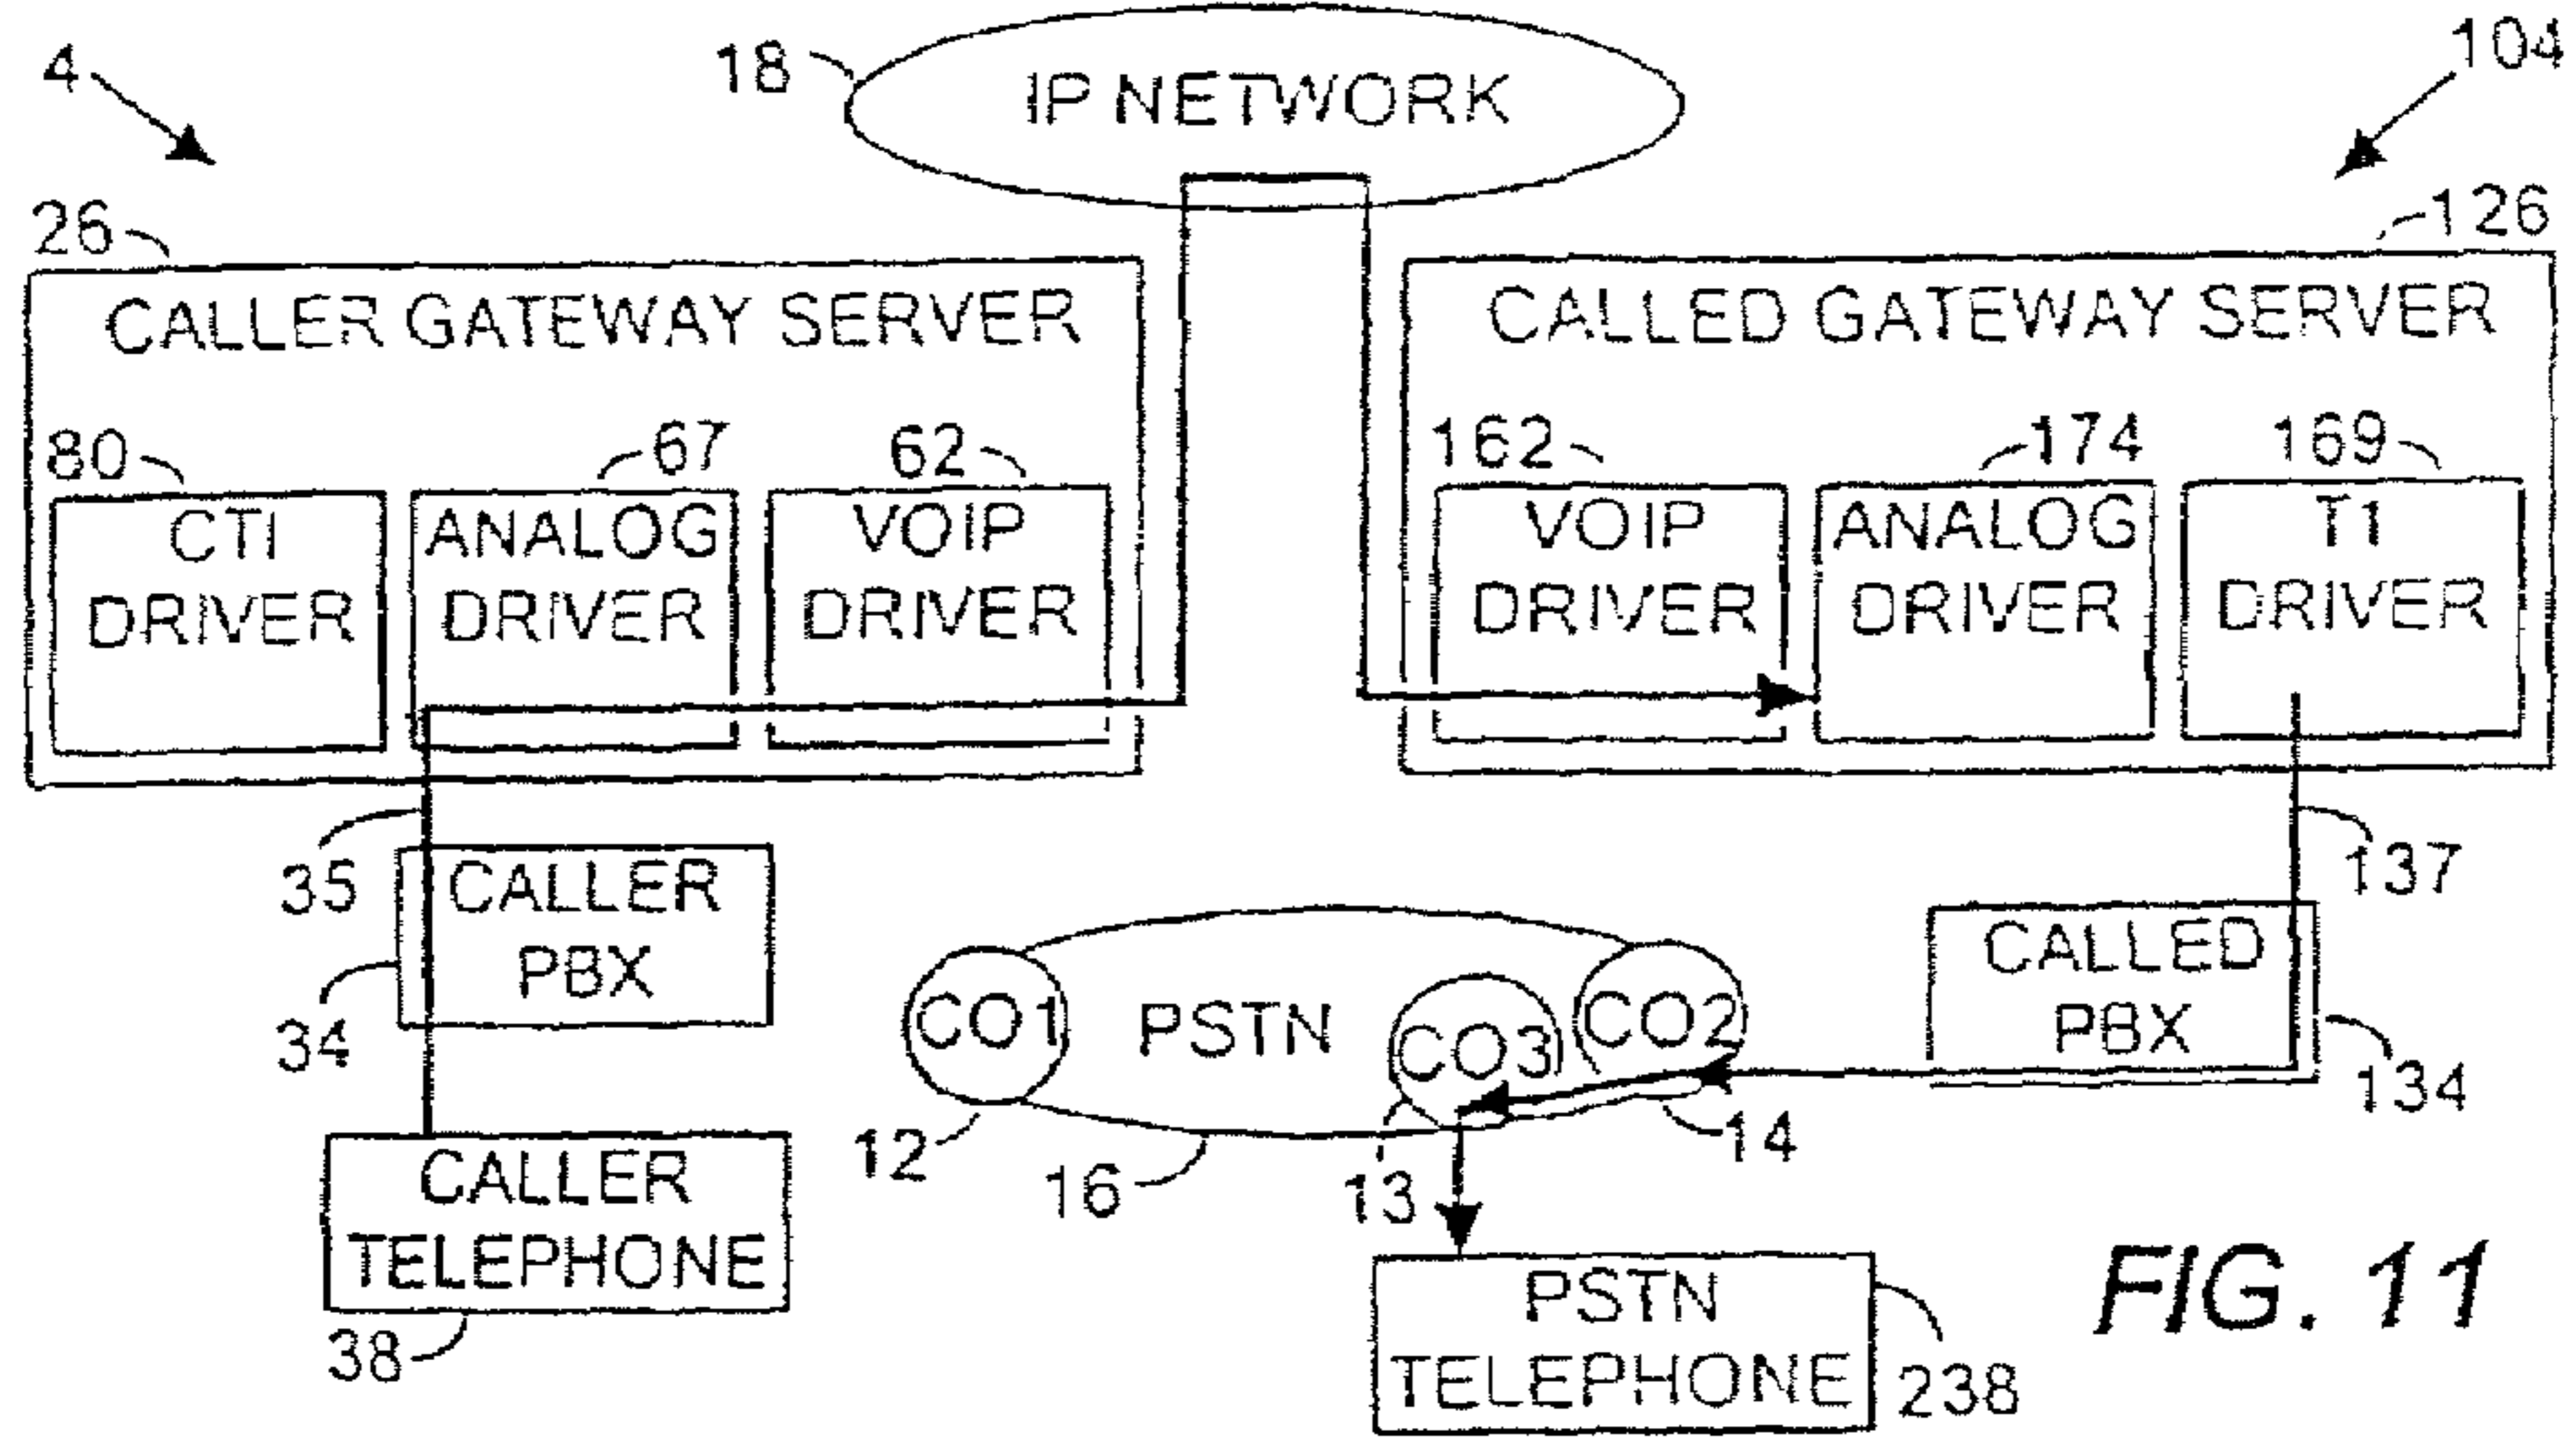 4
18
IP NETWORK
104
26
126
CALLER GATEWAY SERVER
CALLED GATEWAY SERVER
80
67
62
162
174
169
CTI
DRIVER
ANALOG
DRIVER
VOIP
DRIVER
VOIP
DRIVER
ANALOG
DRIVER
T1
DRIVER
35
137
CALLER
PBX
34
CO1
PSTN
CO3
CO2
CALLED
PBX
134
12
16
13
14
CALLER
TELEPHONE
38
PSTN
TELEPHONE
238
FIG. 11